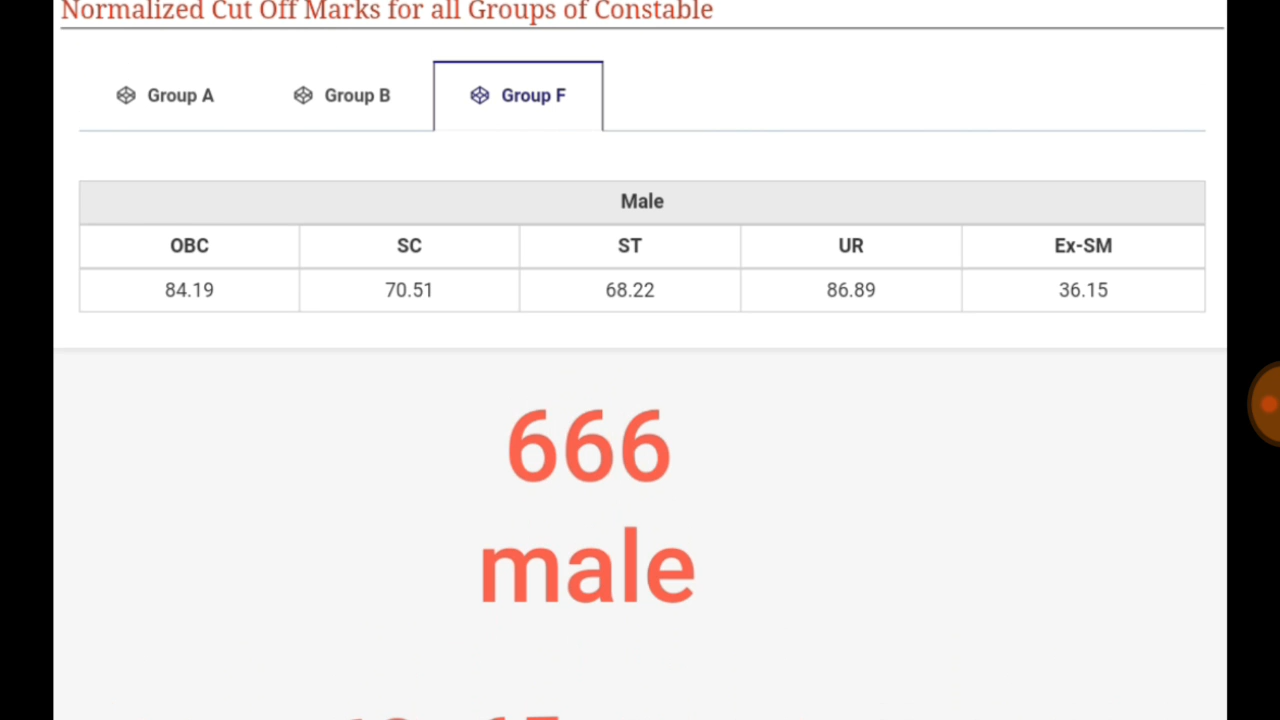 Normalized Cut Off Marks for all Groups of Constable
Group A Group B Group F
Male
OBC SC ST UR Ex-SM
84.19 70.51 68.22 86.89 36.15
666
male